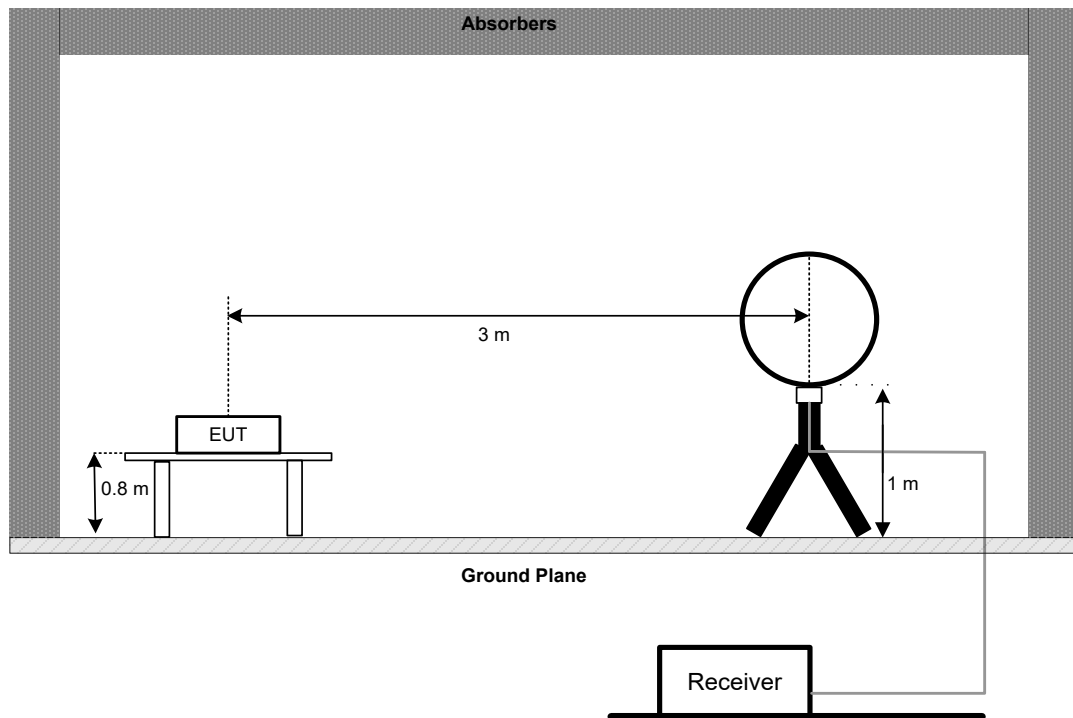 Absorbers
3 m
EUT
0.8 m
1 m
Ground Plane
Receiver